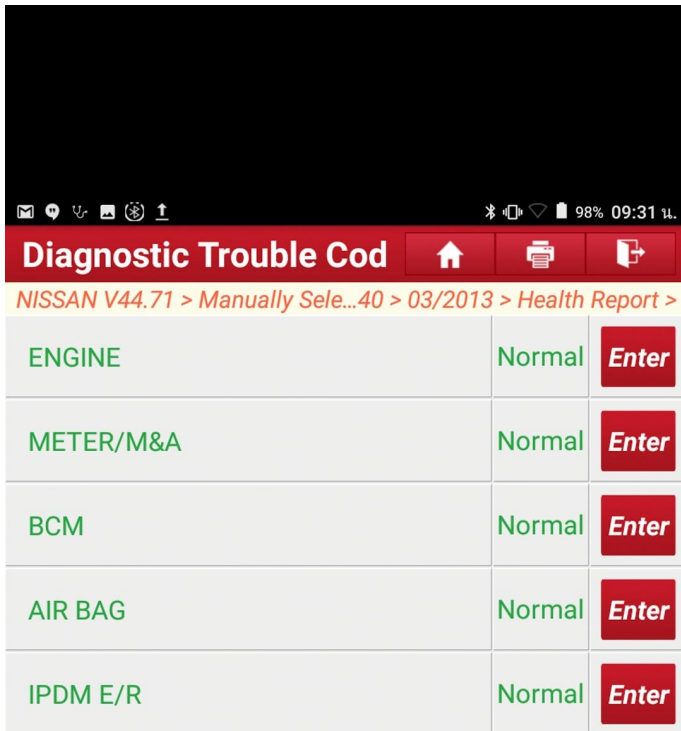 98% 09:31 น.
Diagnostic Trouble Cod
NISSAN V44.71 > Manually Sele...40 > 03/2013 > Health Report >
ENGINE Normal Enter
METER/M&A Normal Enter
BCM Normal Enter
AIR BAG Normal Enter
IPDM E/R Normal Enter